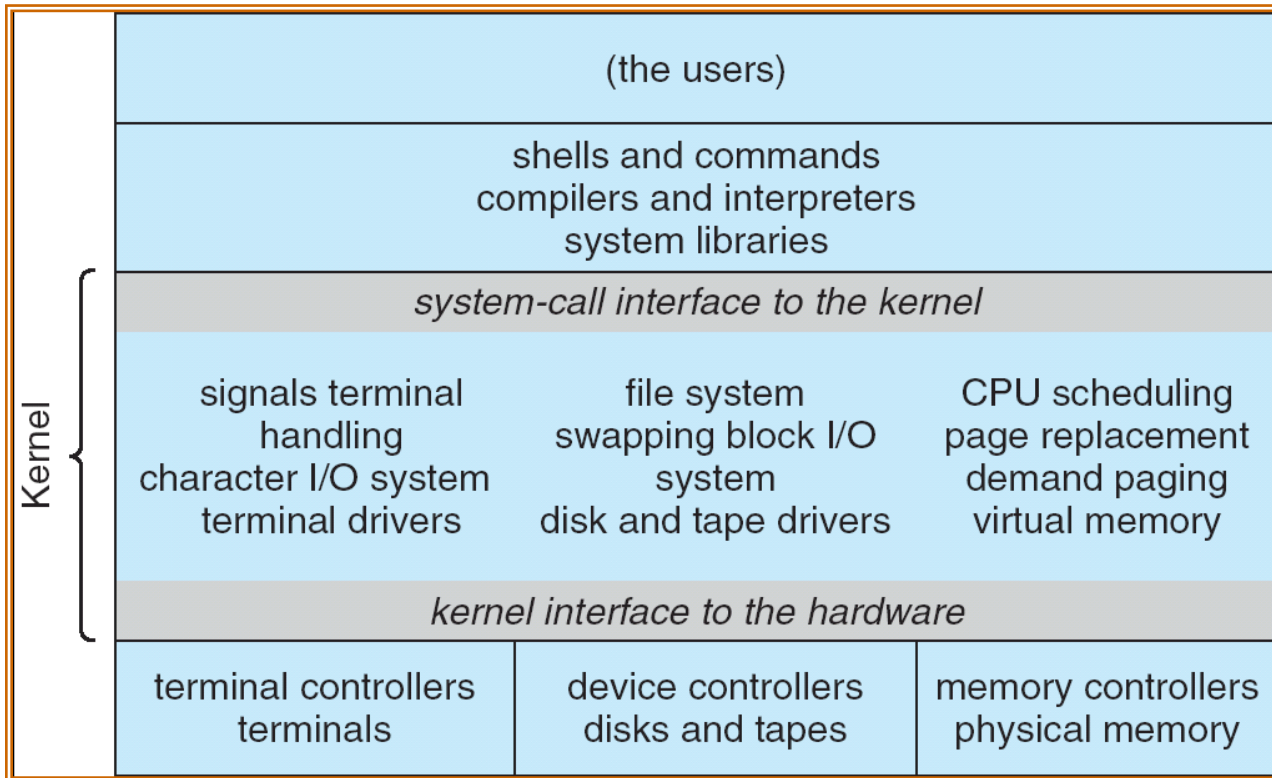 (the users)
shells and commands
compilers and interpreters
system libraries
Kernel
system-call interface to the kernel
signals terminal
handling
character I/O system
terminal drivers
file system
swapping block I/O
system
disk and tape drivers
CPU scheduling
page replacement
demand paging
virtual memory
kernel interface to the hardware
terminal controllers
terminals
device controllers
disks and tapes
memory controllers
physical memory